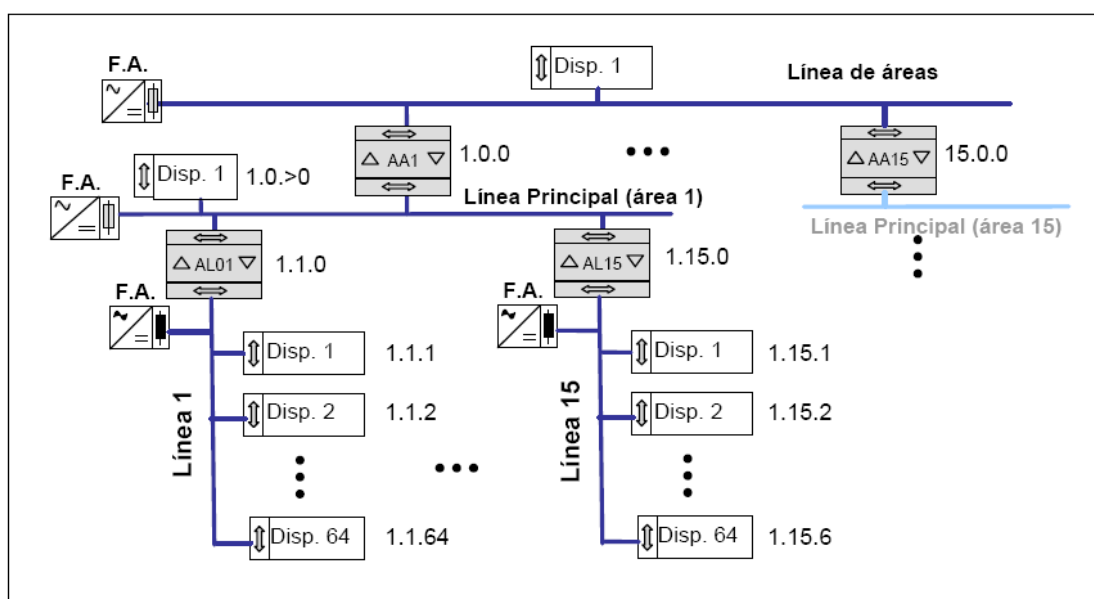 F.A.
Disp. 1
Línea de áreas
AA1
1.0.0
AA15
15.0.0
F.A.
Disp. 1
1.0.>0
Línea Principal (área 1)
Línea Principal (área 15)
AL01
1.1.0
AL15
1.15.0
F.A.
F.A.
Línea 1
Disp. 1
1.1.1
Disp. 2
1.1.2
Disp. 64
1.1.64
Línea 15
Disp. 1
1.15.1
Disp. 2
1.15.2
Disp. 64
1.15.6